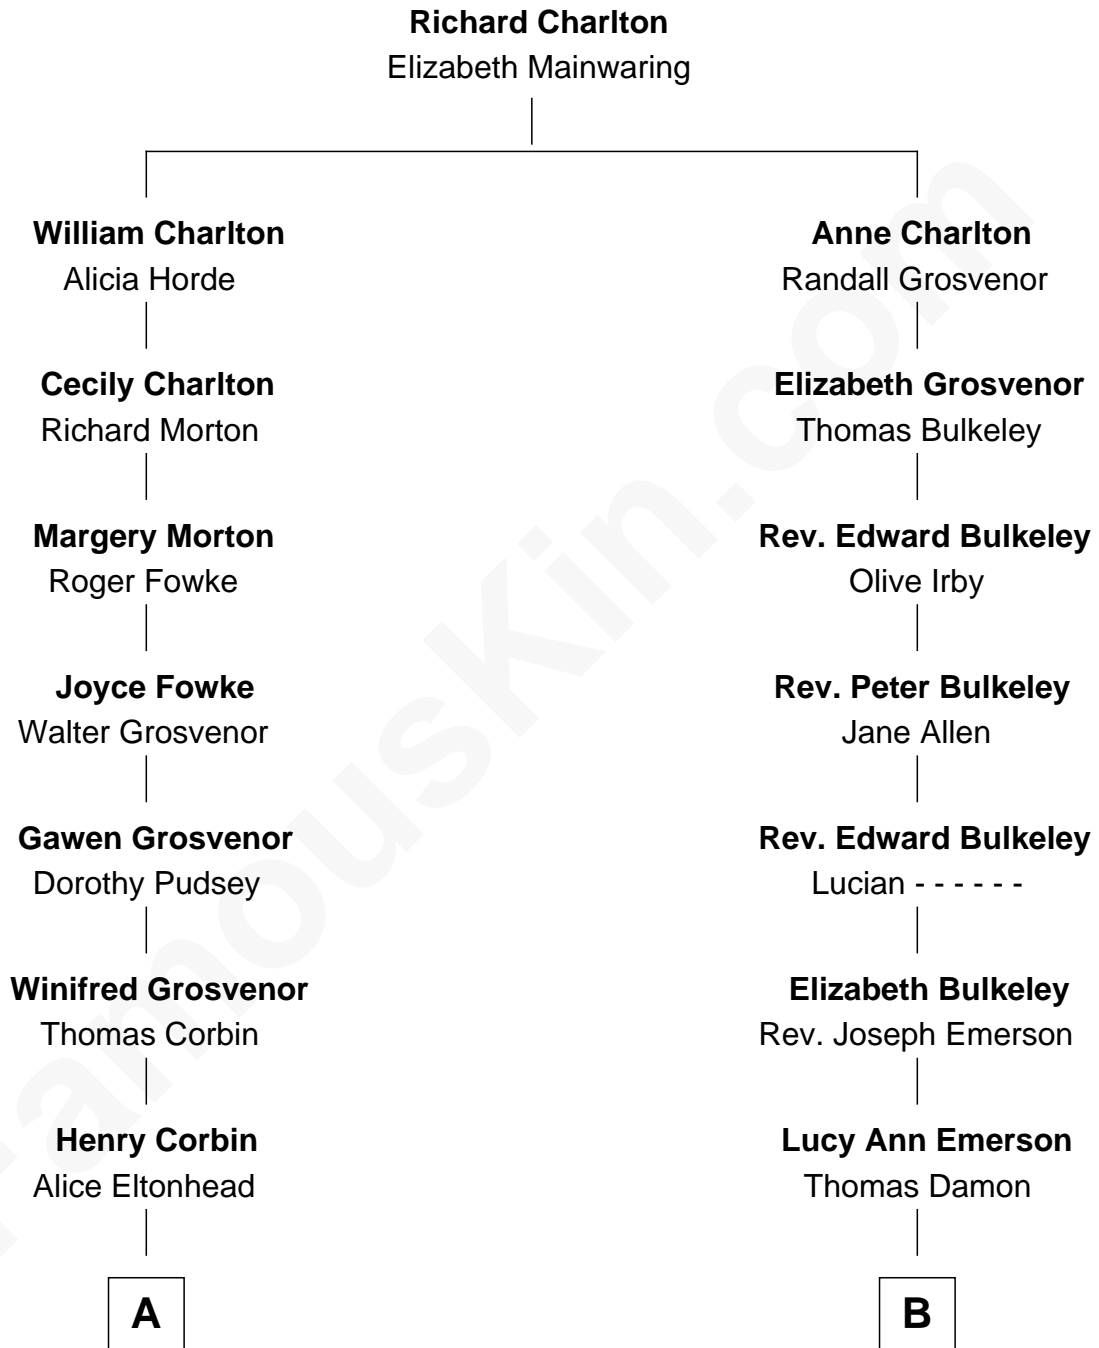 Richard Charlton
Elizabeth Mainwaring
William Charlton
Alicia Horde
Cecily Charlton
Richard Morton
Margery Morton
Roger Fowke
Joyce Fowke
Walter Grosvenor
Gawen Grosvenor
Dorothy Pudsey
Winifred Grosvenor
Thomas Corbin
Henry Corbin
Alice Eltonhead
A
Anne Charlton
Randall Grosvenor
Elizabeth Grosvenor
Thomas Bulkeley
Rev. Edward Bulkeley
Olive Irby
Rev. Peter Bulkeley
Jane Allen
Rev. Edward Bulkeley
Lucian - - - - - -
Elizabeth Bulkeley
Rev. Joseph Emerson
Lucy Ann Emerson
Thomas Damon
B
FamousKin.com